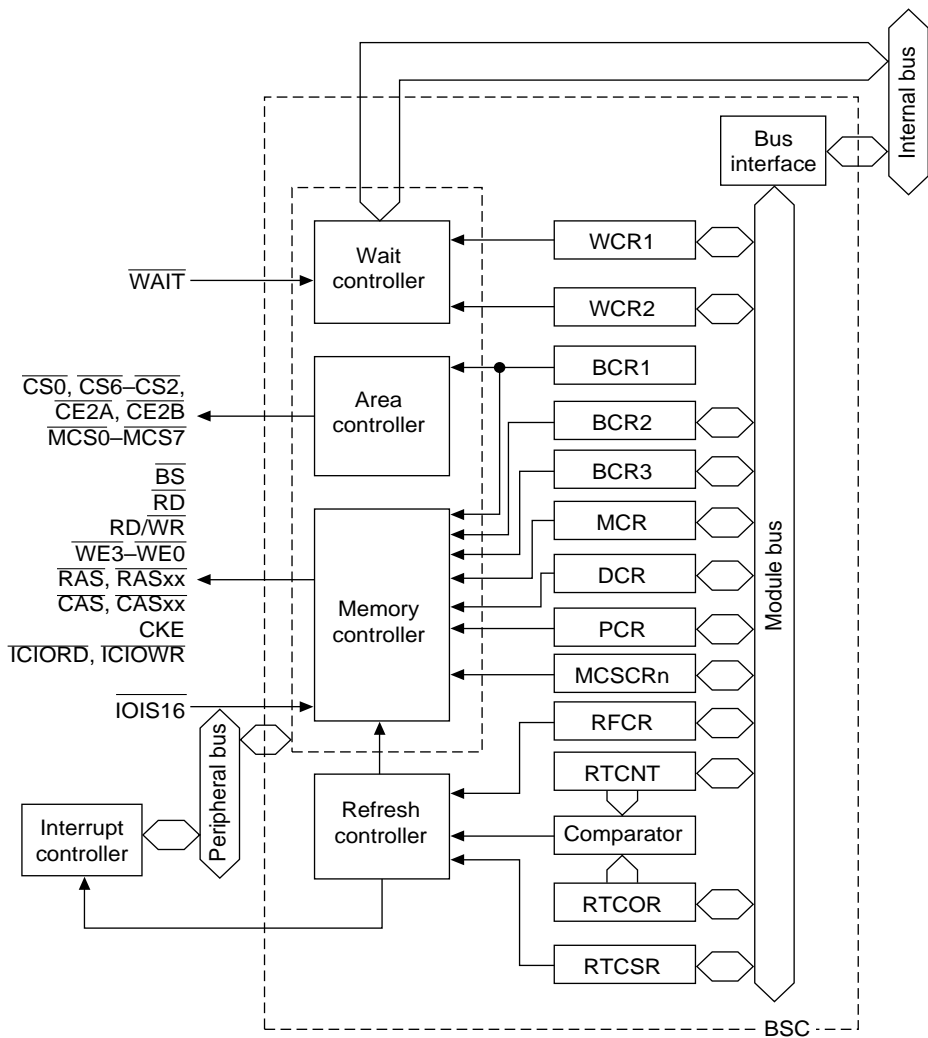 Internal bus
Bus
interface
Wait
controller
WCR1
WAIT
WCR2
Area
controller
BCR1
CS0, CS6–CS2,
CE2A, CE2B
MCS0–MCS7
BCR2
BCR3
BS
RD
RD/WR
WE3–WE0
RAS, RASxx
CAS, CASxx
CKE
ICIORD, ICIOWR
Memory
controller
MCR
DCR
PCR
MCSCRn
Module bus
IOIS16
Peripheral bus
RFCR
RTCNT
Interrupt
controller
Refresh
controller
Comparator
RTCOR
RTCSR
BSC